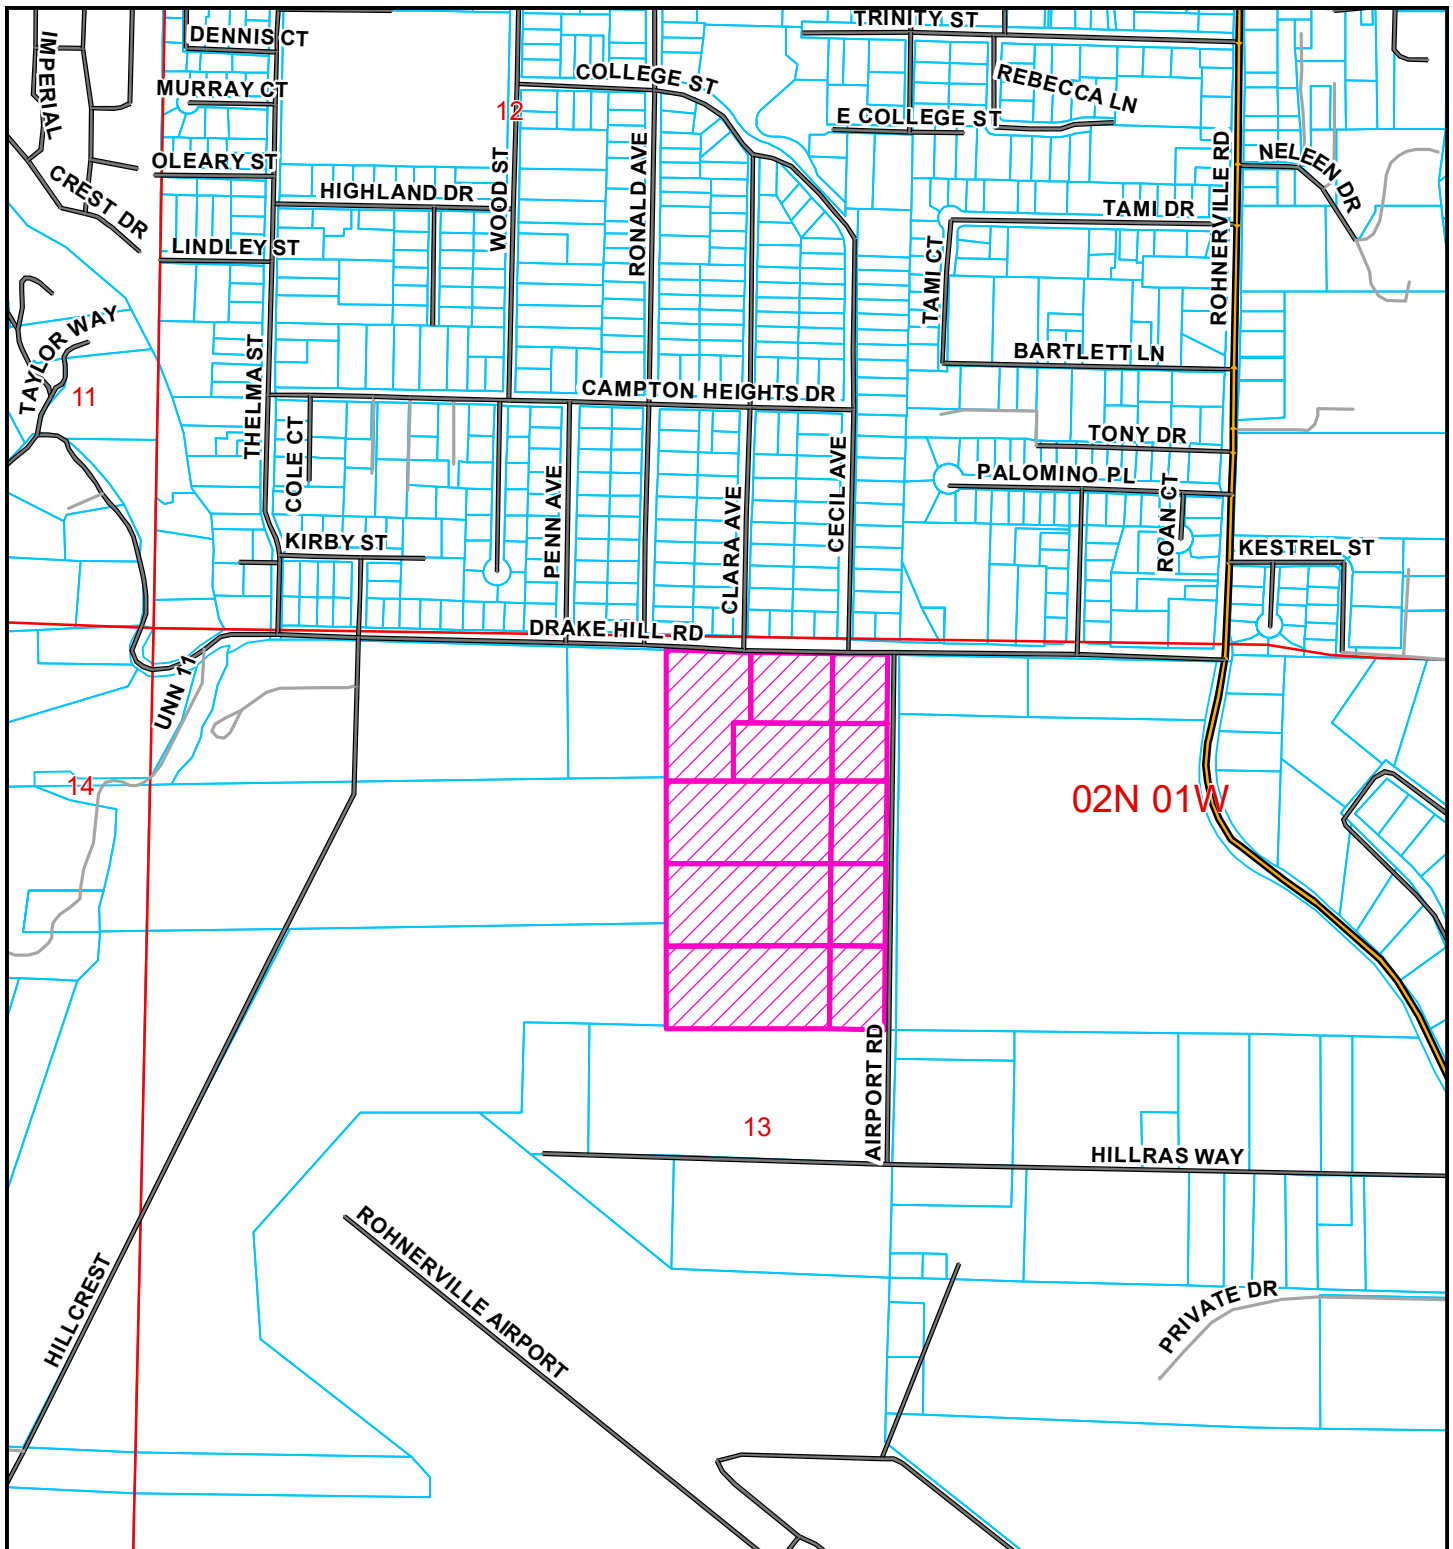 TRINITY ST
DENNIS CT
IMPERIAL
COLLEGE ST
REBECCA LN
MURRAY CT
12
E COLLEGE ST
OLEARY ST
WOOD ST
RONALD AVE
ROHNERVILLE RD
NELEEN DR
CREST DR
HIGHLAND DR
TAMI DR
LINDLEY ST
TAMI CT
TAYLOR WAY
BARTLETT LN
11
THELMA ST
CAMPTON HEIGHTS DR
COLE CT
TONY DR
PALOMINO PL
PENN AVE
CLARA AVE
CECIL AVE
ROAN CT
KIRBY ST
KESTREL ST
DRAKE HILL RD
UNN 11
14
02N 01W
AIRPORT RD
13
HILLRAS WAY
HILLCREST
ROHNERVILLE AIRPORT
PRIVATE DR